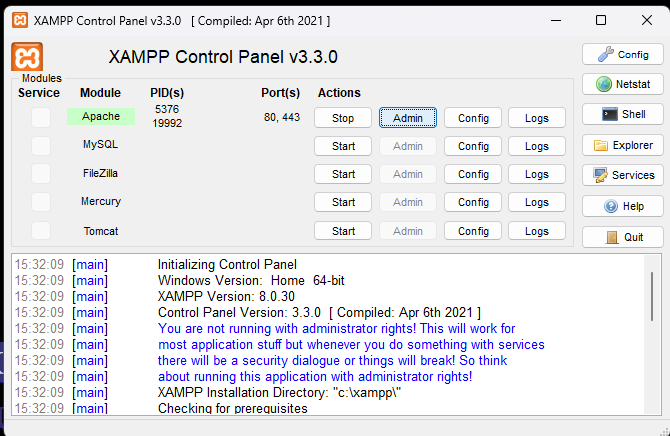 XAMPP Control Panel v3.3.0 [ Compiled: Apr 6th 2021 ]
XAMPP Control Panel v3.3.0
Config
Modules
Service Module PID(s) Port(s) Actions
Netstat
Apache 5376 19992 80, 443 Stop Admin Config Logs
Shell
MySQL Start Admin Config Logs
Explorer
FileZilla Start Admin Config Logs
Services
Mercury Start Admin Config Logs
Help
Tomcat Start Admin Config Logs
Quit
15:32:09 [main] Initializing Control Panel
15:32:09 [main] Windows Version: Home 64-bit
15:32:09 [main] XAMPP Version: 8.0.30
15:32:09 [main] Control Panel Version: 3.3.0 [ Compiled: Apr 6th 2021 ]
15:32:09 [main] You are not running with administrator rights! This will work for
15:32:09 [main] most application stuff but whenever you do something with services
15:32:09 [main] there will be a security dialogue or things will break! So think
15:32:09 [main] about running this application with administrator rights!
15:32:09 [main] XAMPP Installation Directory: "c:\xampp\"
15:32:09 [main] Checking for prerequisites